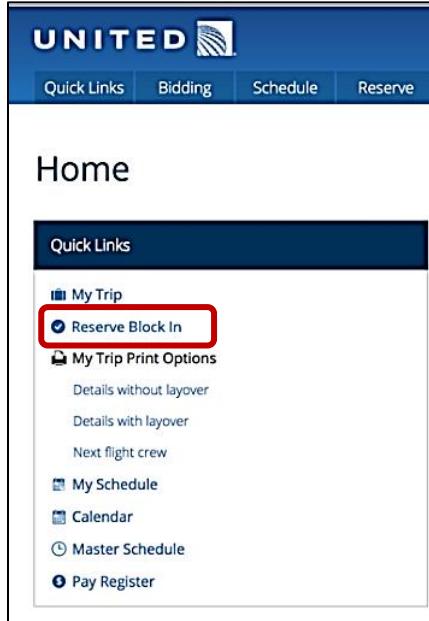 UNITED
Quick Links Bidding Schedule Reserve
Home
Quick Links
My Trip
Reserve Block In
My Trip Print Options
Details without layover
Details with layover
Next flight crew
My Schedule
Calendar
Master Schedule
Pay Register